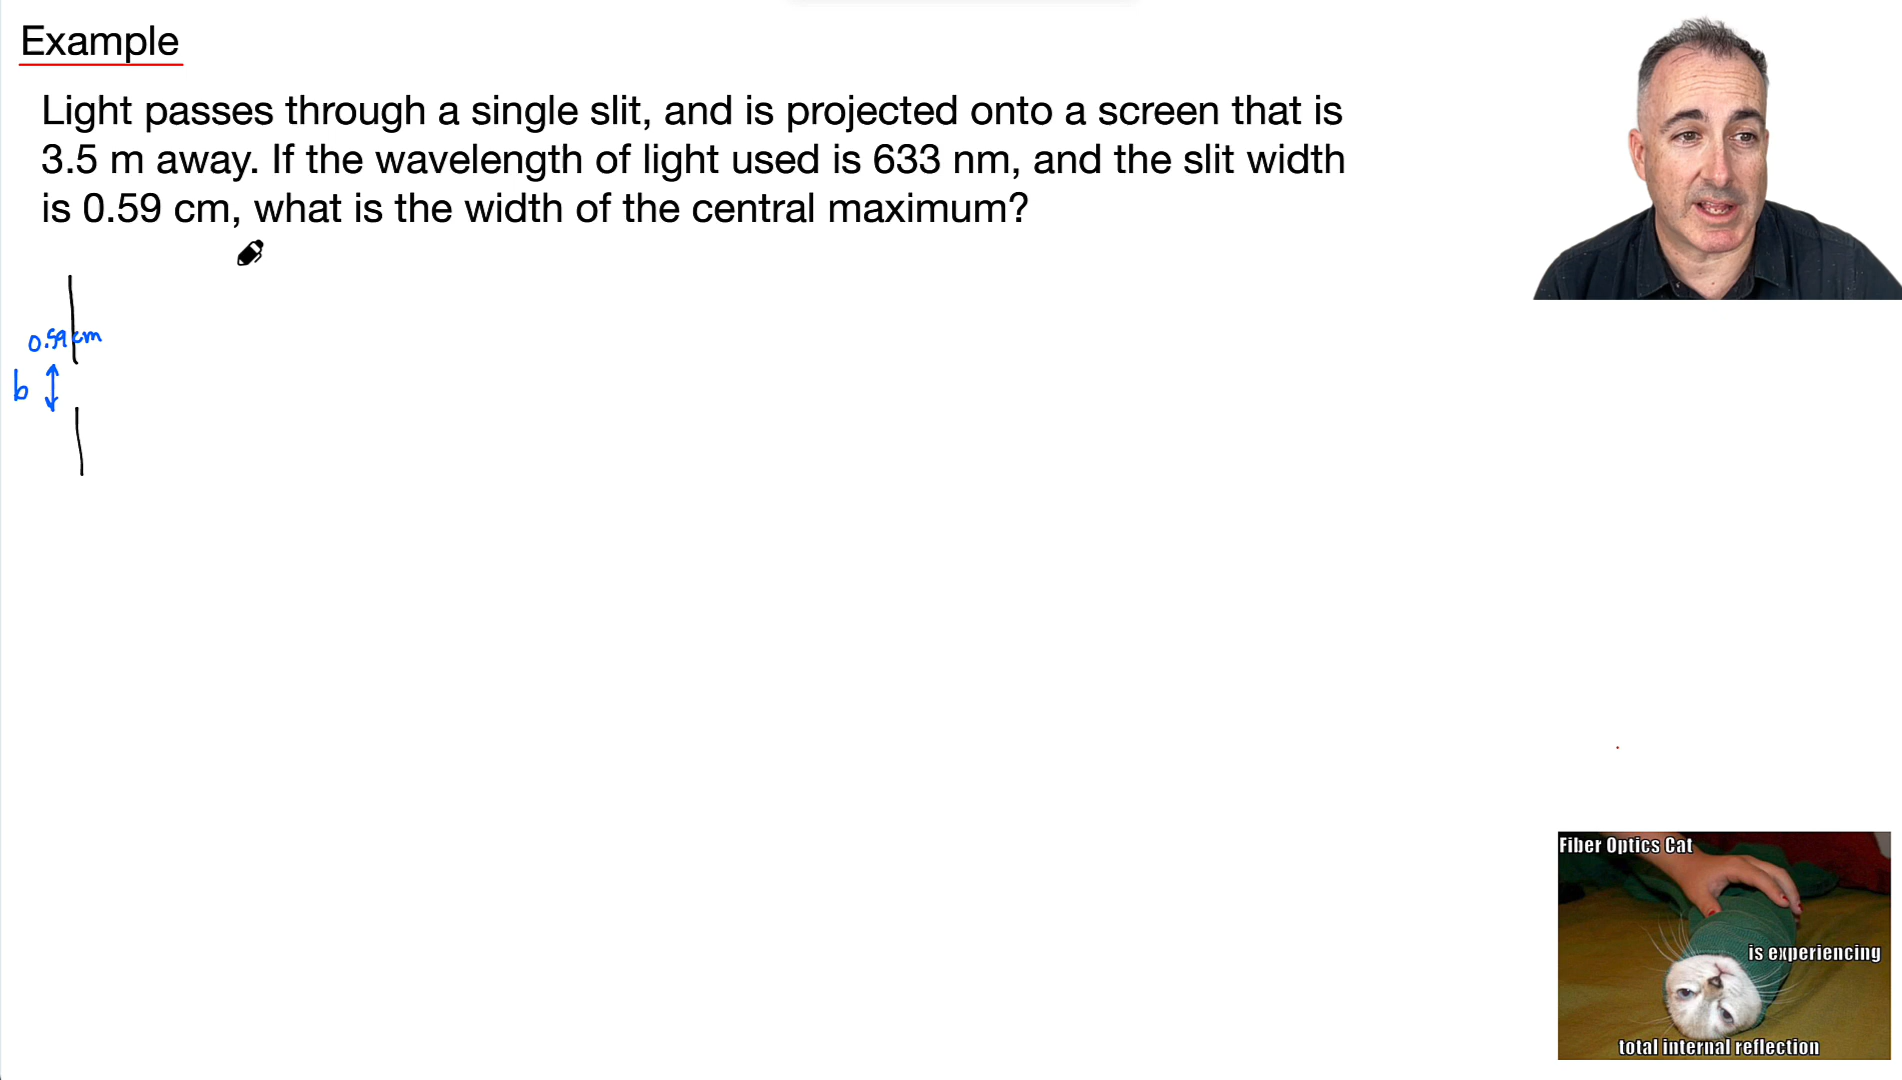 Example
Light passes through a single slit, and is projected onto a screen that is
3.5 m away. If the wavelength of light used is 633 nm, and the slit width
is 0.59 cm, what is the width of the central maximum?
0.59 cm
b
Fiber Optics Cat
is experiencing
total internal reflection